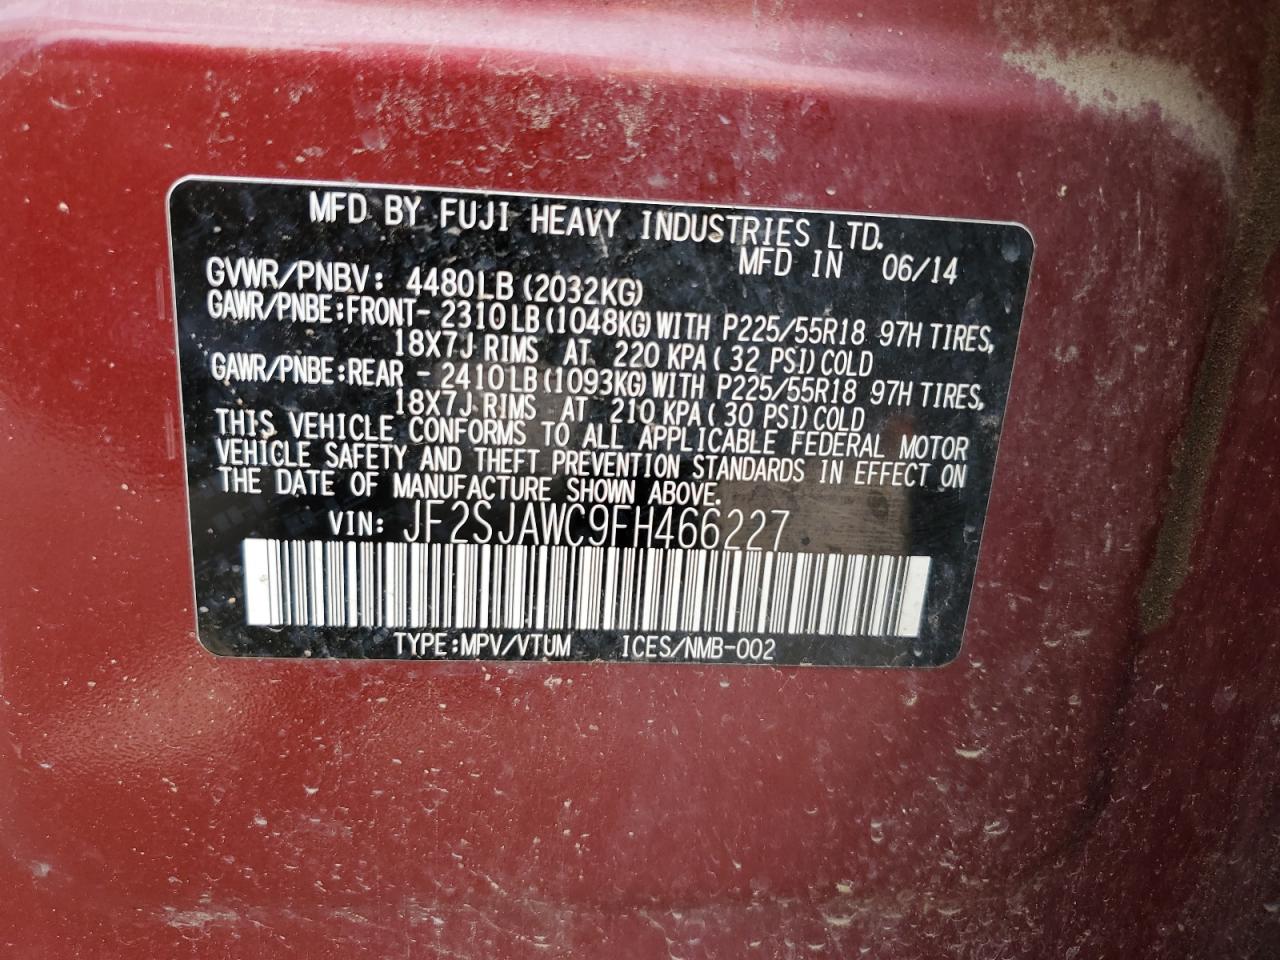 MFD BY FUJI HEAVY INDUSTRIES LTD.
MFD IN 06/14
GVWR/PNBV: 4480LB (2032KG)
GAWR/PNBE:FRONT- 2310 LB (1048KG) WITH P225/55R18 97H TIRES,
18X7J RIMS AT 220 KPA ( 32 PSI) COLD
GAWR/PNBE:REAR - 2410 LB (1093KG) WITH P225/55R18 97H TIRES,
18X7J RIMS AT 210 KPA ( 30 PSI) COLD
THIS VEHICLE CONFORMS TO ALL APPLICABLE FEDERAL MOTOR
VEHICLE SAFETY AND THEFT PREVENTION STANDARDS IN EFFECT ON
THE DATE OF MANUFACTURE SHOWN ABOVE.
VIN: JF2SJAWC9FH466227
TYPE:MPV/VTUM ICES/NMB-002